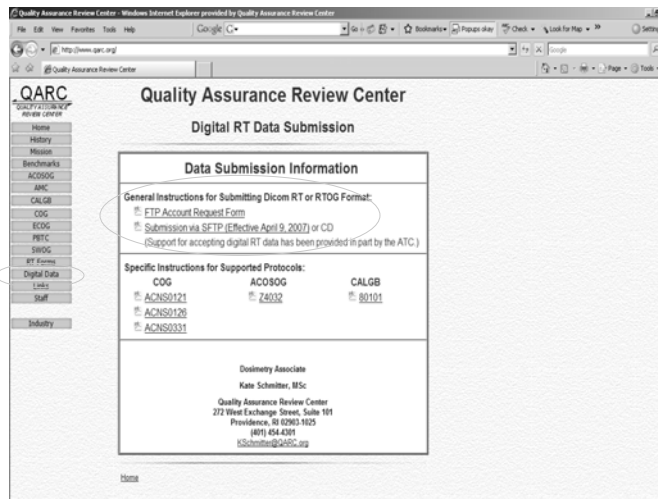 Quality Assurance Review Center - Windows Internet Explorer provided by Quality Assurance Review Center
File Edit View Favorites Tools Help
Google G
Go
Bookmarks
Popups okay
Check
Look for Map
Setting
http://www.qarc.org/
Google
Quality Assurance Review Center
Page
Tools
QARC
QUALITY ASSURANCE
REVIEW CENTER
Home
History
Mission
Benchmarks
ACOSOG
AMC
CALGB
COG
ECOG
PBTC
SWOG
RT Forms
Digital Data
Links
Staff
Industry
Quality Assurance Review Center
Digital RT Data Submission
Data Submission Information
General Instructions for Submitting Dicom RT or RTOG Format:
FTP Account Request Form
Submission via SFTP (Effective April 9, 2007) or CD
(Support for accepting digital RT data has been provided in part by the ATC.)
Specific Instructions for Supported Protocols:
COG ACOSOG CALGB
ACNS0121 Z4032 80101
ACNS0126
ACNS0331
Dosimetry Associate
Kate Schmitter, MSc
Quality Assurance Review Center
272 West Exchange Street, Suite 101
Providence, RI 02903-1025
(401) 454-4301
KSchmitter@QARC.org
Home